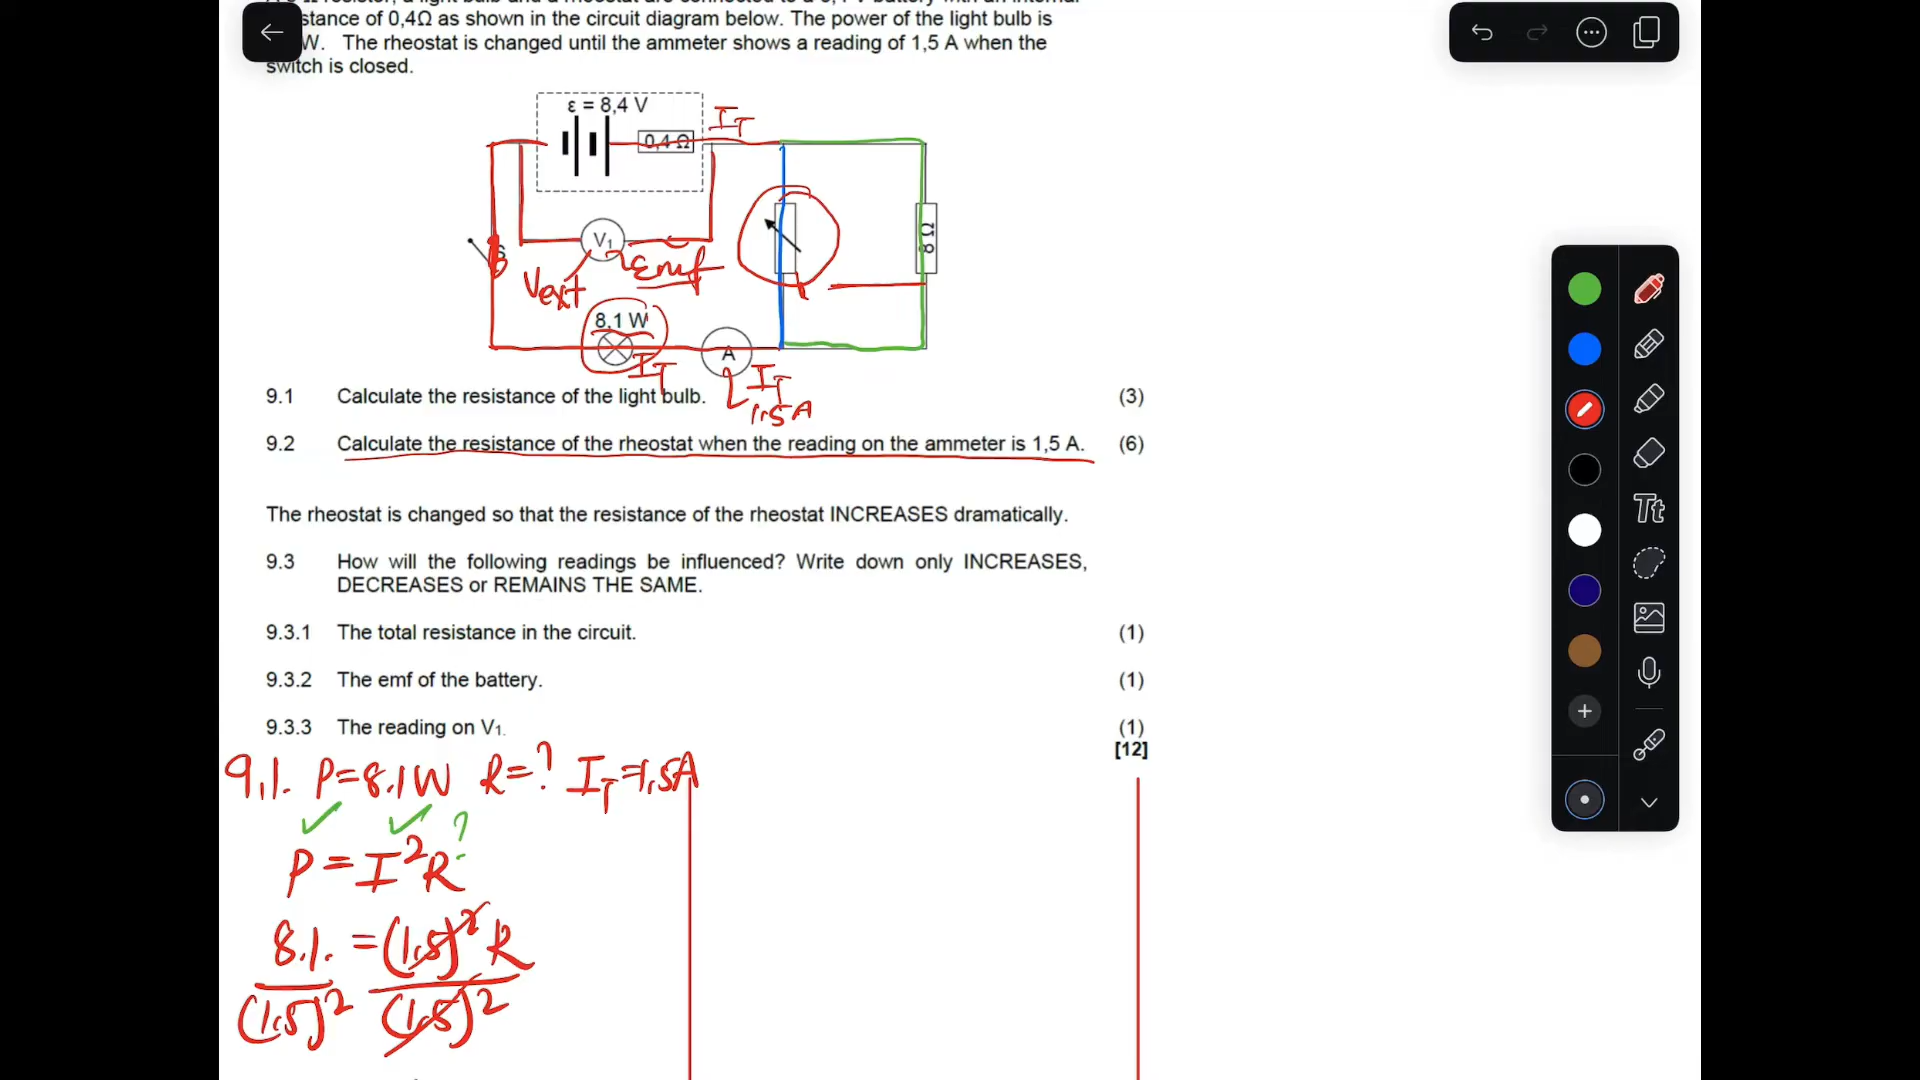 stance of 0,4Ω as shown in the circuit diagram below. The power of the light bulb is
W. The rheostat is changed until the ammeter shows a reading of 1,5 A when the
switch is closed.
ε = 8,4 V
I_T
0,4 Ω
V₁
Vext
Emf
8 Ω
8,1 W
A
I_T
I_T
1.5A
9.1 Calculate the resistance of the light bulb. (3)
9.2 Calculate the resistance of the rheostat when the reading on the ammeter is 1,5 A. (6)
The rheostat is changed so that the resistance of the rheostat INCREASES dramatically.
9.3 How will the following readings be influenced? Write down only INCREASES,
DECREASES or REMAINS THE SAME.
9.3.1 The total resistance in the circuit. (1)
9.3.2 The emf of the battery. (1)
9.3.3 The reading on V₁. (1)
[12]
9.1. P=8.1W R=? I_T=1.5A
?
P = I²R
8.1. = (1.5)² R
(1.5)² (1.5)²
Tt